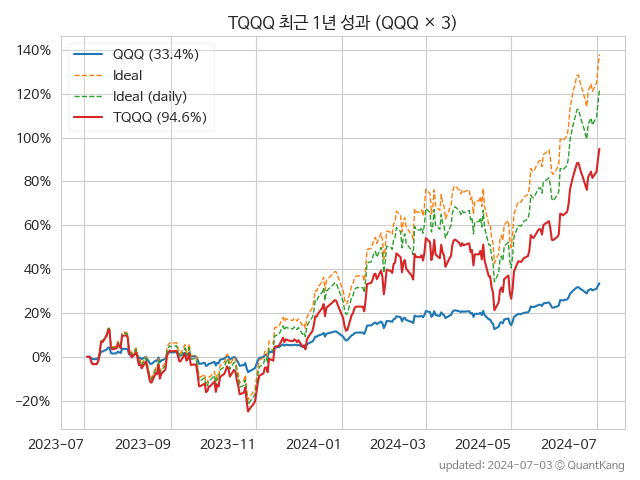 TQQQ 최근 1년 성과 (QQQ × 3)
QQQ (33.4%)
Ideal
Ideal (daily)
TQQQ (94.6%)
140%
120%
100%
80%
60%
40%
20%
0%
−20%
2023−07 2023−09 2023−11 2024−01 2024−03 2024−05 2024−07
updated: 2024-07-03 © QuantKang